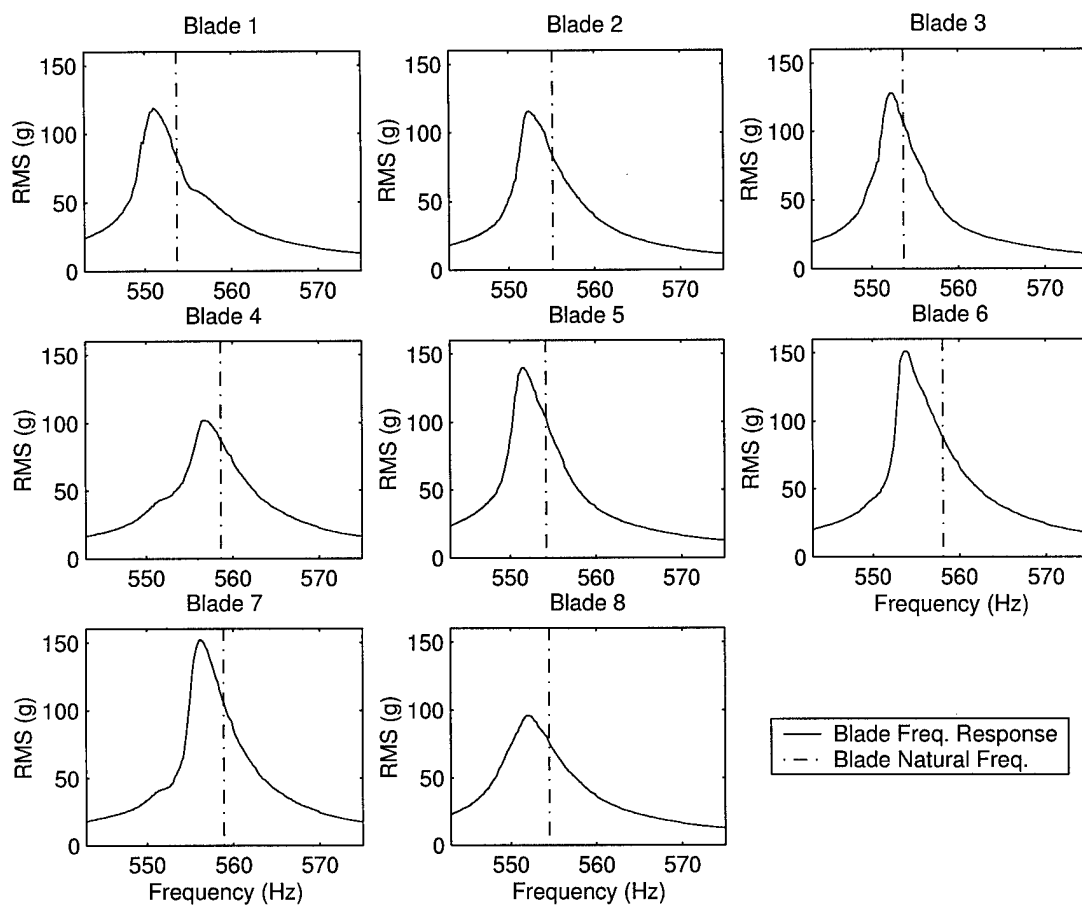 Blade 1
Blade 2
Blade 3
RMS (g)
150
100
50
0
550
560
570
RMS (g)
150
100
50
0
550
560
570
RMS (g)
150
100
50
0
550
560
570
Blade 4
Blade 5
Blade 6
RMS (g)
150
100
50
0
550
560
570
RMS (g)
150
100
50
0
550
560
570
RMS (g)
150
100
50
0
550
560
570
Frequency (Hz)
Blade 7
Blade 8
RMS (g)
150
100
50
0
550
560
570
Frequency (Hz)
RMS (g)
150
100
50
0
550
560
570
Frequency (Hz)
Blade Freq. Response
Blade Natural Freq.